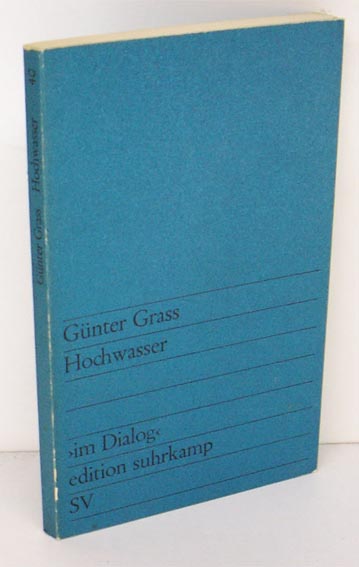 Günter Grass
Hochwasser
›im Dialog‹
edition suhrkamp
SV
Günter Grass Hochwasser 40